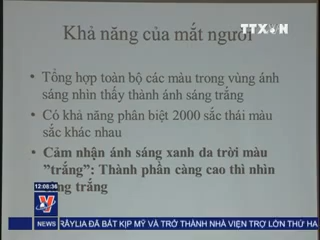 TTXVN
Khả năng của mắt người
• Tổng hợp toàn bộ các màu trong vùng ánh
sáng nhìn thấy thành ánh sáng trắng
• Có khả năng phân biệt 2000 sắc thái màu
sắc khác nhau
• Cảm nhận ánh sáng xanh da trời màu
"trắng": Thành phần càng cao thì nhìn
càng trắng
12:06:36
V
NEWS
RÂYLIA ĐÃ BẮT KỊP MỸ VÀ TRỞ THÀNH NHÀ VIỆN TRỢ LỚN THỨ HA